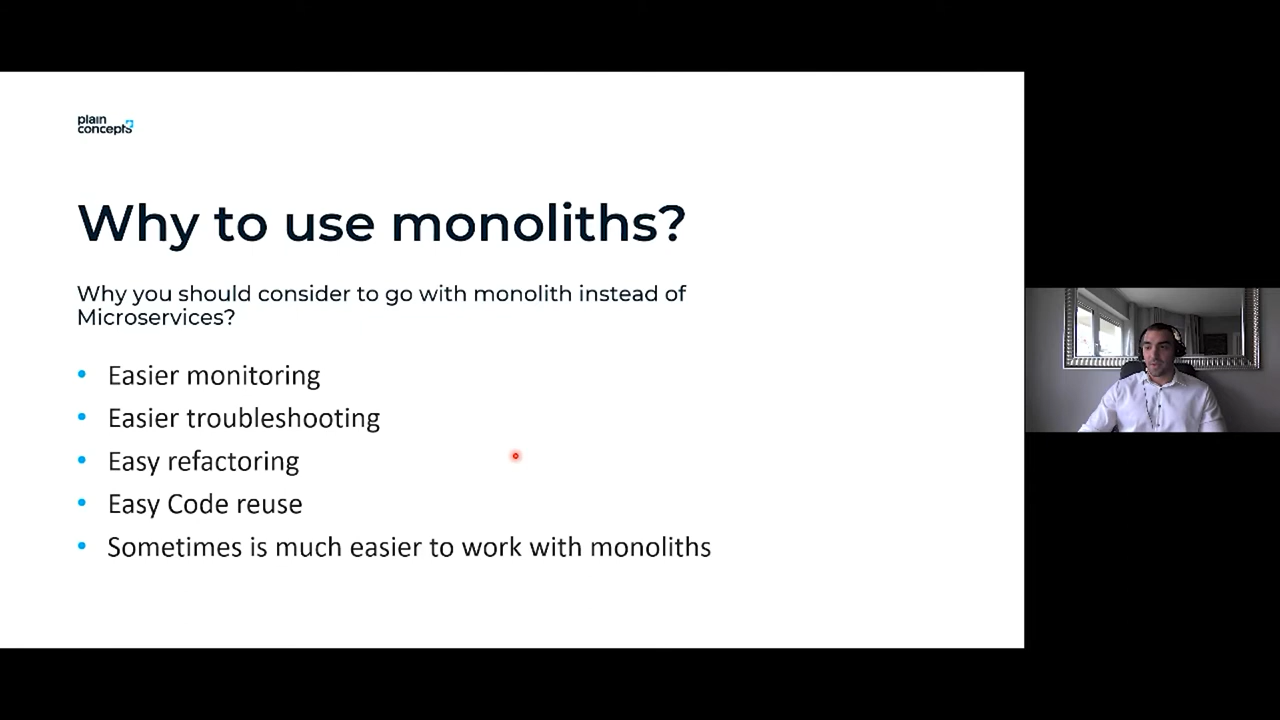 plain
concepts
Why to use monoliths?
Why you should consider to go with monolith instead of
Microservices?
• Easier monitoring
• Easier troubleshooting
• Easy refactoring
• Easy Code reuse
• Sometimes is much easier to work with monoliths